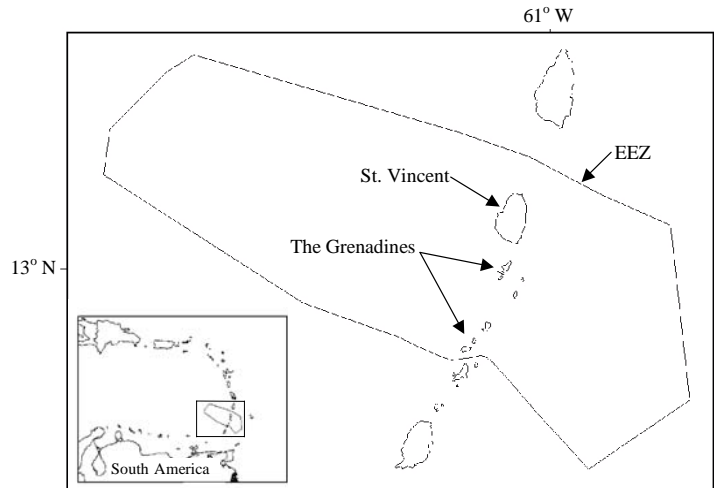 61° W
EEZ
St. Vincent
The Grenadines
13° N
South America